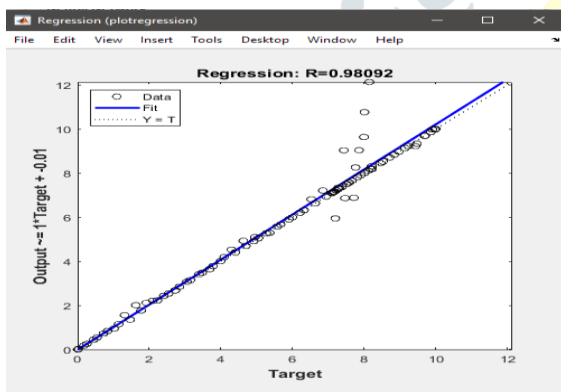 Regression (plotregression)
File Edit View Insert Tools Desktop Window Help
Regression: R=0.98092
Output ~= 1*Target + -0.01
12
10
8
6
4
2
0
Data
Fit
Y = T
0 2 4 6 8 10 12
Target